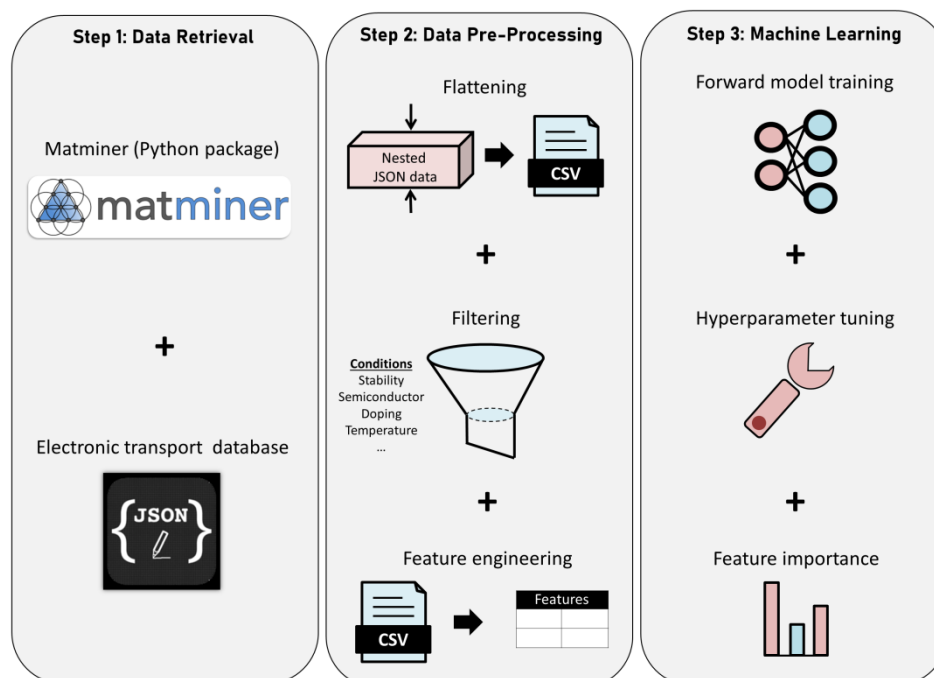 Step 1: Data Retrieval
Matminer (Python package)
matminer
+
Electronic transport database
{JSON}
Step 2: Data Pre-Processing
Flattening
Nested
JSON data
CSV
+
Filtering
Conditions
Stability
Semiconductor
Doping
Temperature
...
+
Feature engineering
CSV
Features
Step 3: Machine Learning
Forward model training
+
Hyperparameter tuning
+
Feature importance